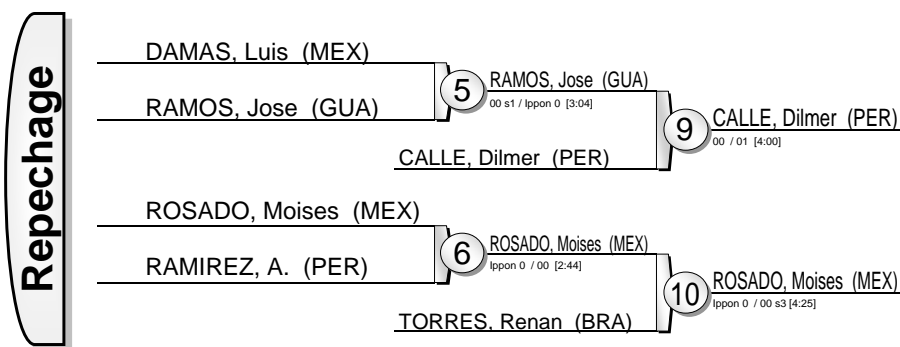 Repechage
DAMAS, Luis (MEX)
RAMOS, Jose (GUA)
5
RAMOS, Jose (GUA)
00 s1 / Ippon 0 [3:04]
CALLE, Dilmer (PER)
9
CALLE, Dilmer (PER)
00 / 01 [4:00]
ROSADO, Moises (MEX)
RAMIREZ, A. (PER)
6
ROSADO, Moises (MEX)
Ippon 0 / 00 [2:44]
TORRES, Renan (BRA)
10
ROSADO, Moises (MEX)
Ippon 0 / 00 s3 [4:25]